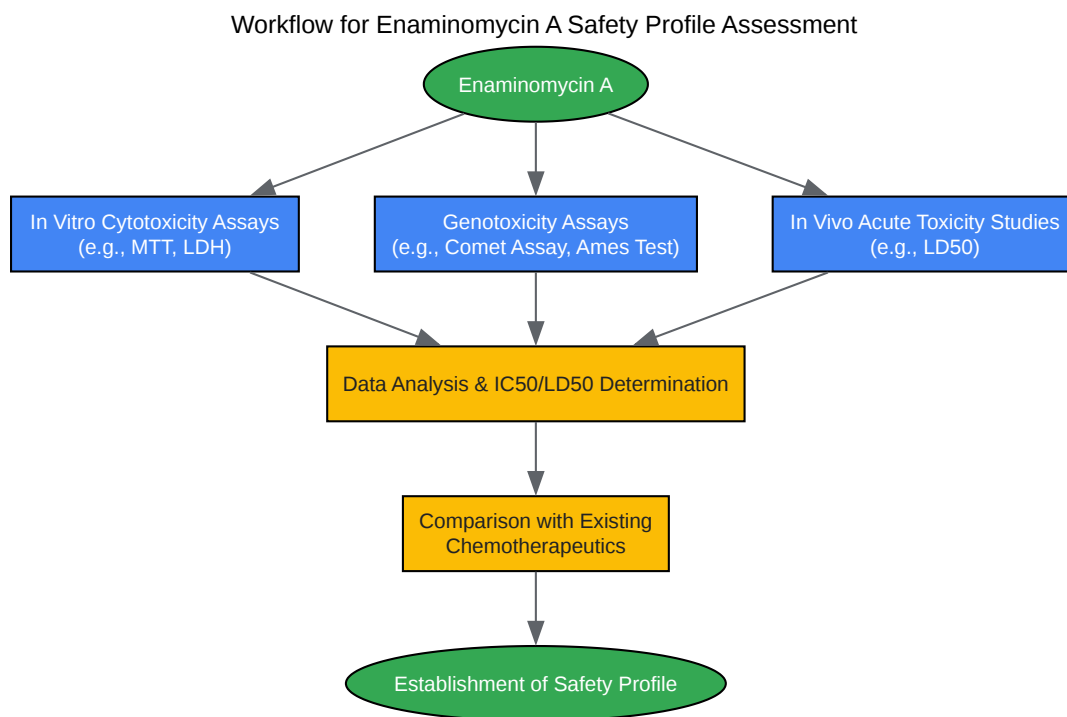 Workflow for Enaminomycin A Safety Profile Assessment
Enaminomycin A
In Vitro Cytotoxicity Assays
(e.g., MTT, LDH)
Genotoxicity Assays
(e.g., Comet Assay, Ames Test)
In Vivo Acute Toxicity Studies
(e.g., LD50)
Data Analysis & IC50/LD50 Determination
Comparison with Existing
Chemotherapeutics
Establishment of Safety Profile